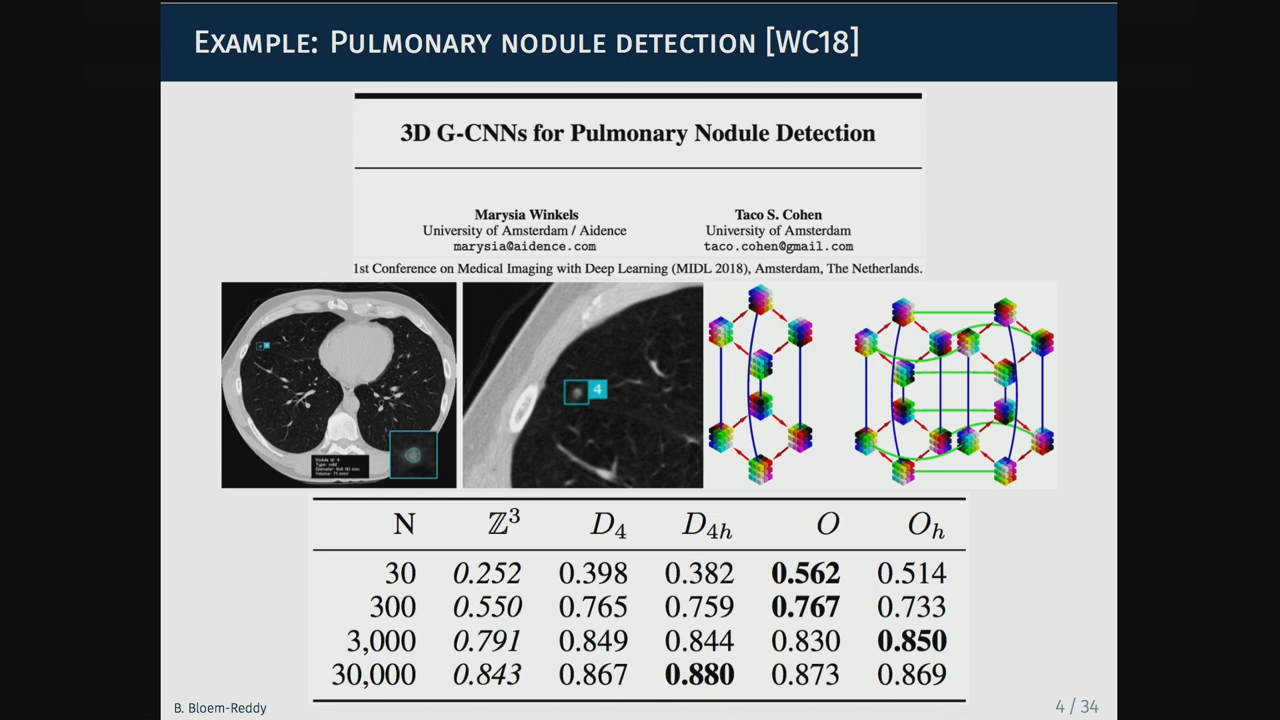 EXAMPLE: PULMONARY NODULE DETECTION [WC18]
3D G-CNNs for Pulmonary Nodule Detection
Marysia Winkels Taco S. Cohen
University of Amsterdam / Aidence University of Amsterdam
marysia@aidence.com taco.cohen@gmail.com
1st Conference on Medical Imaging with Deep Learning (MIDL 2018), Amsterdam, The Netherlands.
4
N ℤ³ D₄ D₄ₕ O Oₕ
30 0.252 0.398 0.382 0.562 0.514
300 0.550 0.765 0.759 0.767 0.733
3,000 0.791 0.849 0.844 0.830 0.850
30,000 0.843 0.867 0.880 0.873 0.869
B. Bloem-Reddy 4 / 34